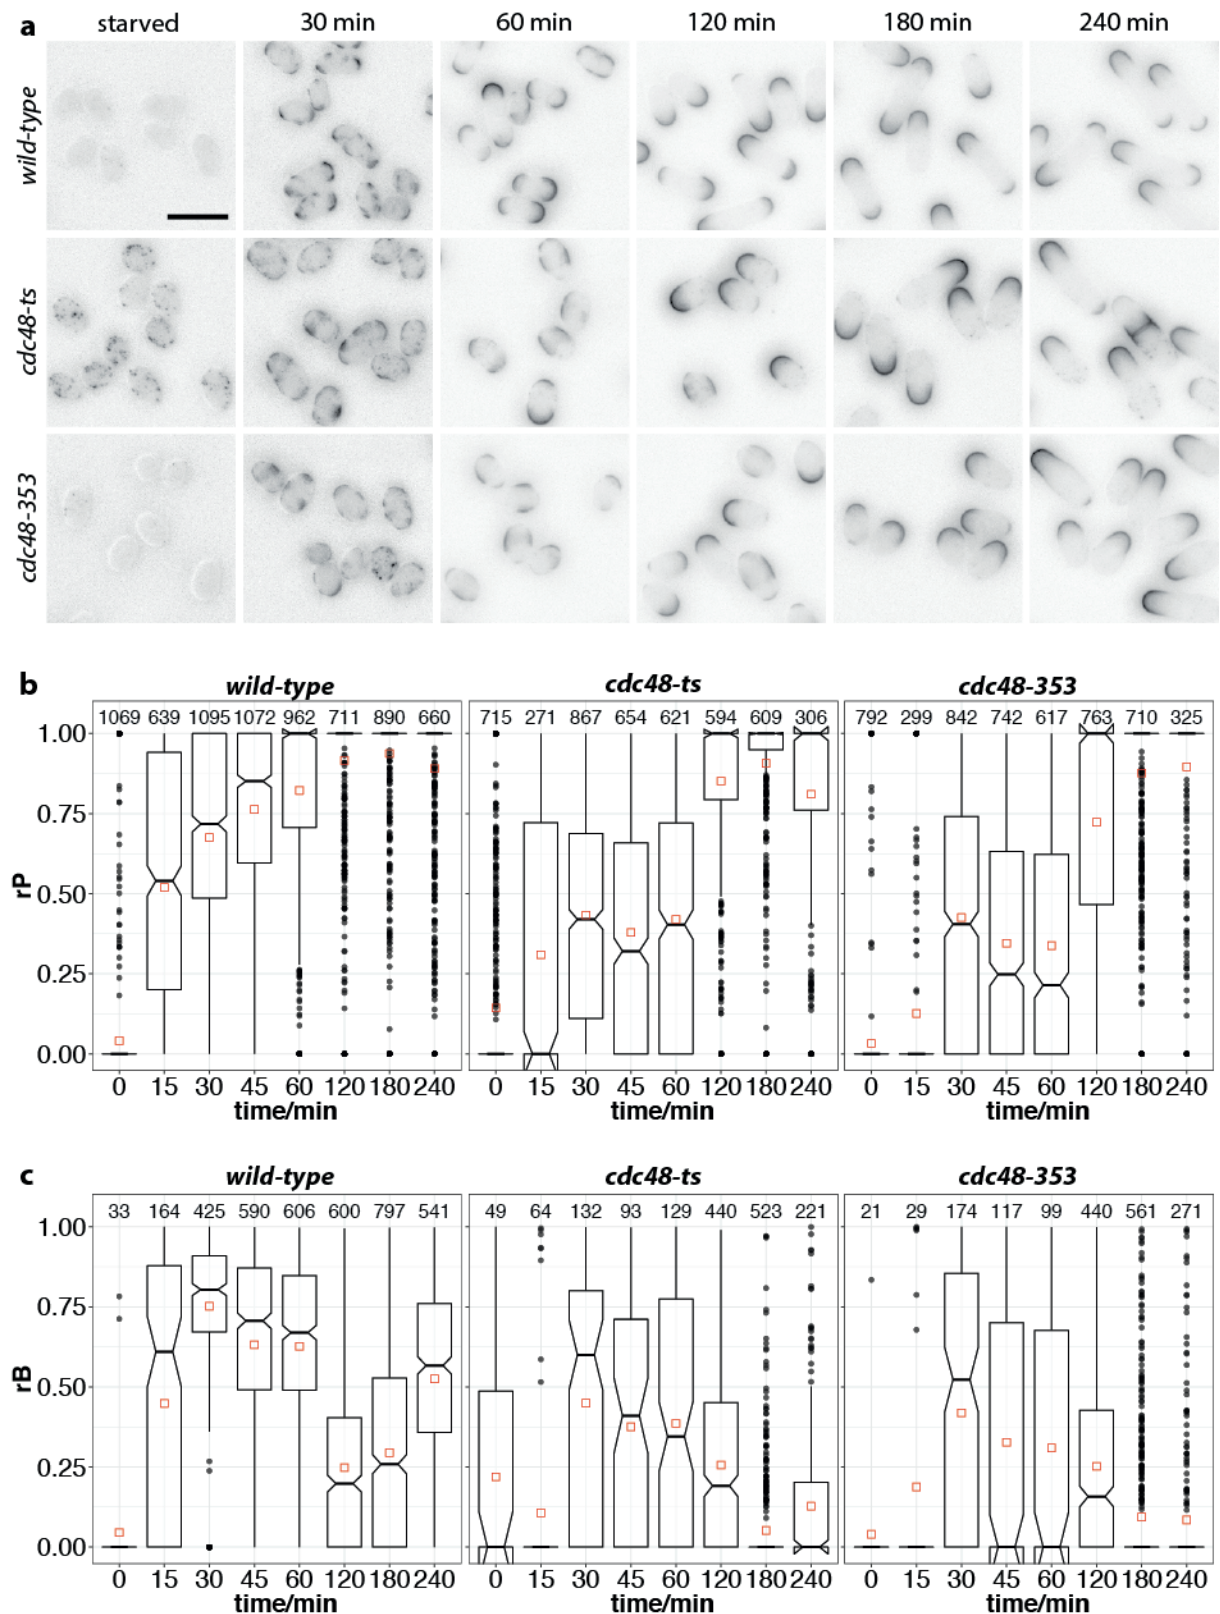 a starved 30 min 60 min 120 min 180 min 240 min
wild-type
cdc48-ts
cdc48-353
b wild-type cdc48-ts cdc48-353
1069 639 1095 1072 962 711 890 660 715 271 867 654 621 594 609 306 792 299 842 742 617 763 710 325
1.00
0.75
0.50
0.25
0.00
rP
0 15 30 45 60 120 180 240 0 15 30 45 60 120 180 240 0 15 30 45 60 120 180 240
time/min time/min time/min
c wild-type cdc48-ts cdc48-353
33 164 425 590 606 600 797 541 49 64 132 93 129 440 523 221 21 29 174 117 99 440 561 271
1.00
0.75
0.50
0.25
0.00
rB
0 15 30 45 60 120 180 240 0 15 30 45 60 120 180 240 0 15 30 45 60 120 180 240
time/min time/min time/min